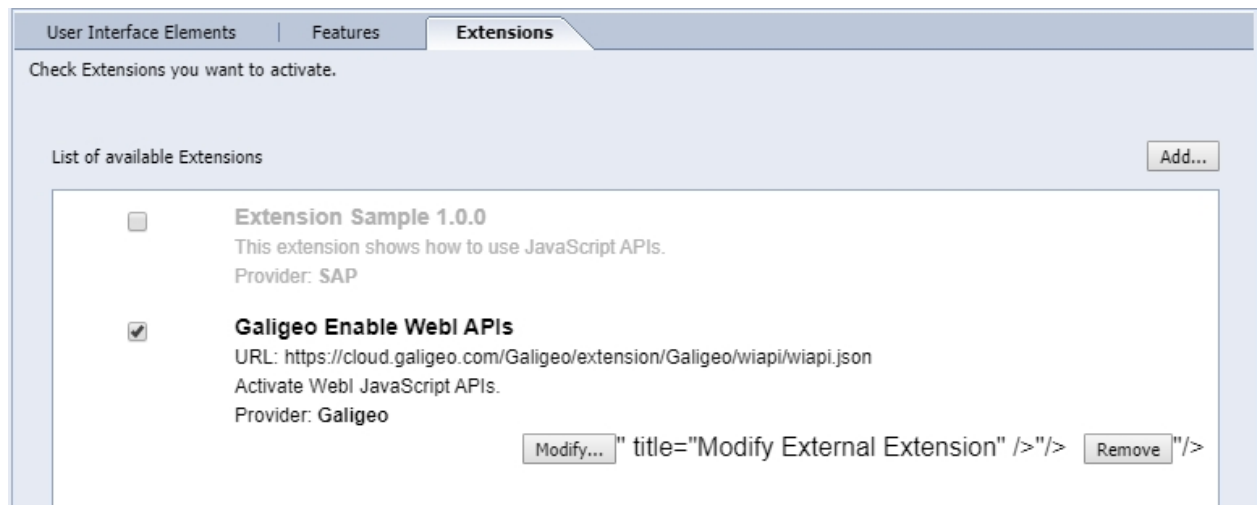 User Interface Elements | Features Extensions
Check Extensions you want to activate.
List of available Extensions Add...
Extension Sample 1.0.0
This extension shows how to use JavaScript APIs.
Provider: SAP
Galigeo Enable WebI APIs
URL: https://cloud.galigeo.com/Galigeo/extension/Galigeo/wiapi/wiapi.json
Activate WebI JavaScript APIs.
Provider: Galigeo
Modify... " title="Modify External Extension" />"/> Remove "/>